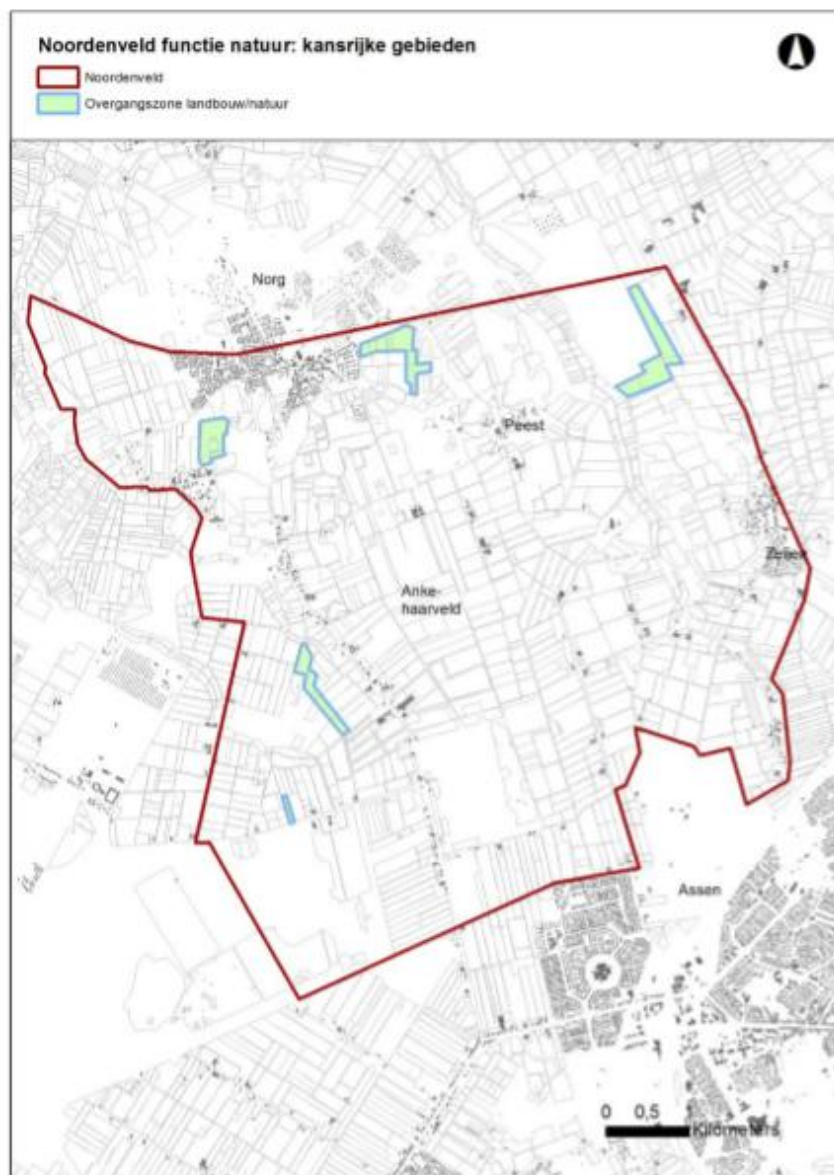 Noordenveld functie natuur: kansrijke gebieden
Noordenveld
Overgangszone landbouw/natuur
Norg
Peest
Zeijen
Anke-
haarveld
Assen
0 0,5 1
Kilometers